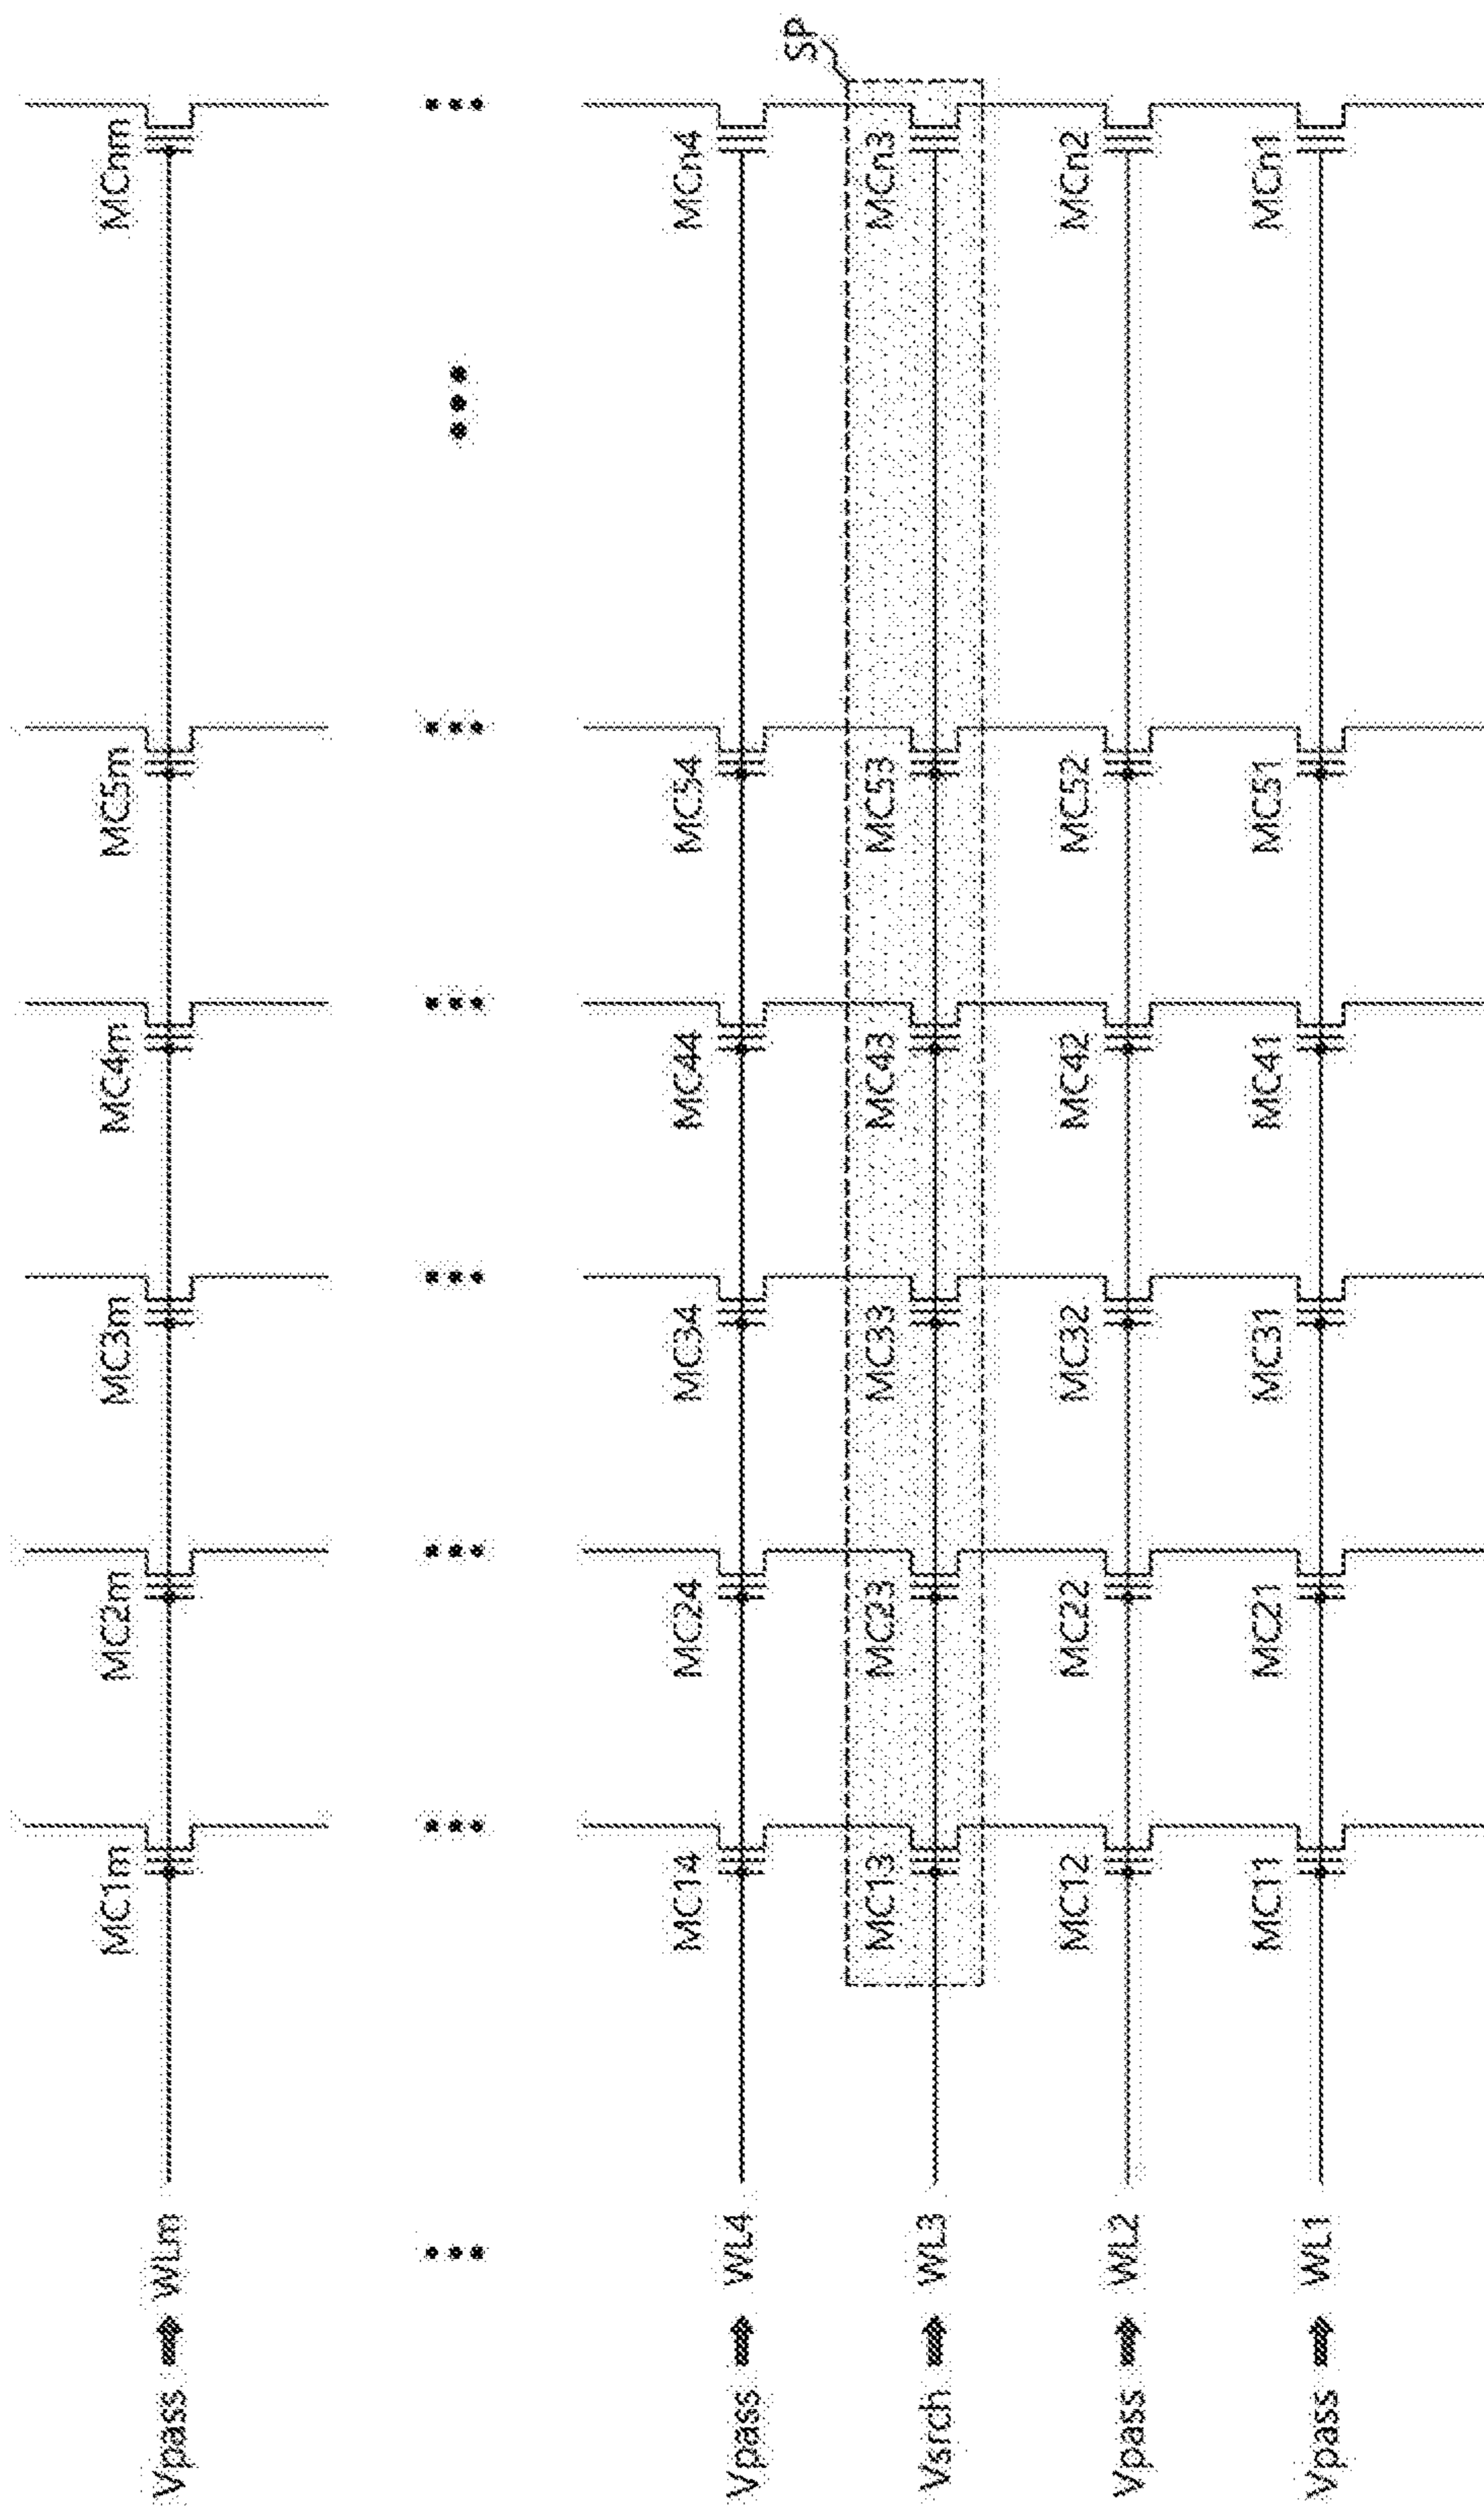 SP
MC1m MC2m MC3m MC4m MC5m MCnm
Vpass WLm
MC14 MC24 MC34 MC44 MC54 MCn4
Vpass WL4
MC13 MC23 MC33 MC43 MC53 MCn3
Vsrch WL3
MC12 MC22 MC32 MC42 MC52 MCn2
Vpass WL2
MC11 MC21 MC31 MC41 MC51 MCn1
Vpass WL1